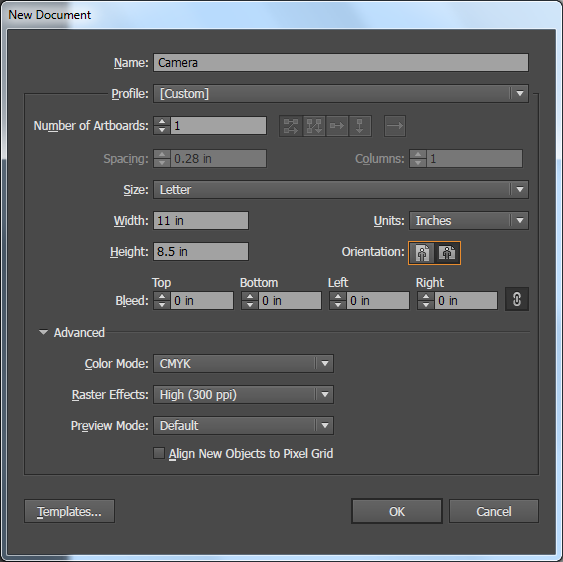 New Document
Name: Camera
Profile: [Custom]
Number of Artboards: 1
Spacing: 0.28 in Columns: 1
Size: Letter
Width: 11 in Units: Inches
Height: 8.5 in Orientation:
Top Bottom Left Right
Bleed: 0 in 0 in 0 in 0 in
Advanced
Color Mode: CMYK
Raster Effects: High (300 ppi)
Preview Mode: Default
Align New Objects to Pixel Grid
Templates... OK Cancel